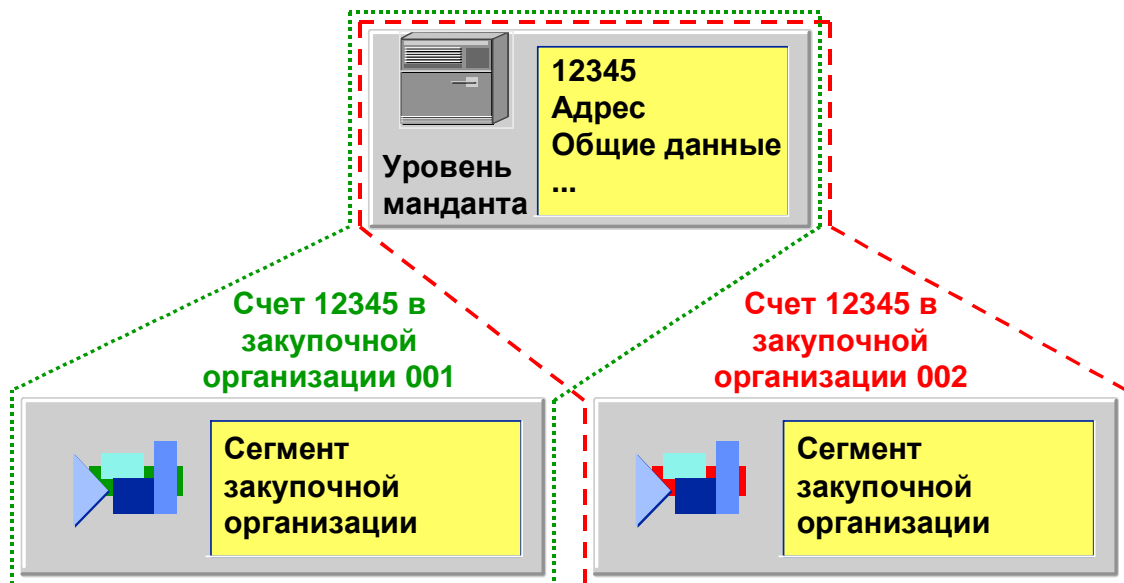 12345
Адрес
Общие данные
...
Уровень
манданта
Счет 12345 в
закупочной
организации 001
Счет 12345 в
закупочной
организации 002
Сегмент
закупочной
организации
Сегмент
закупочной
организации